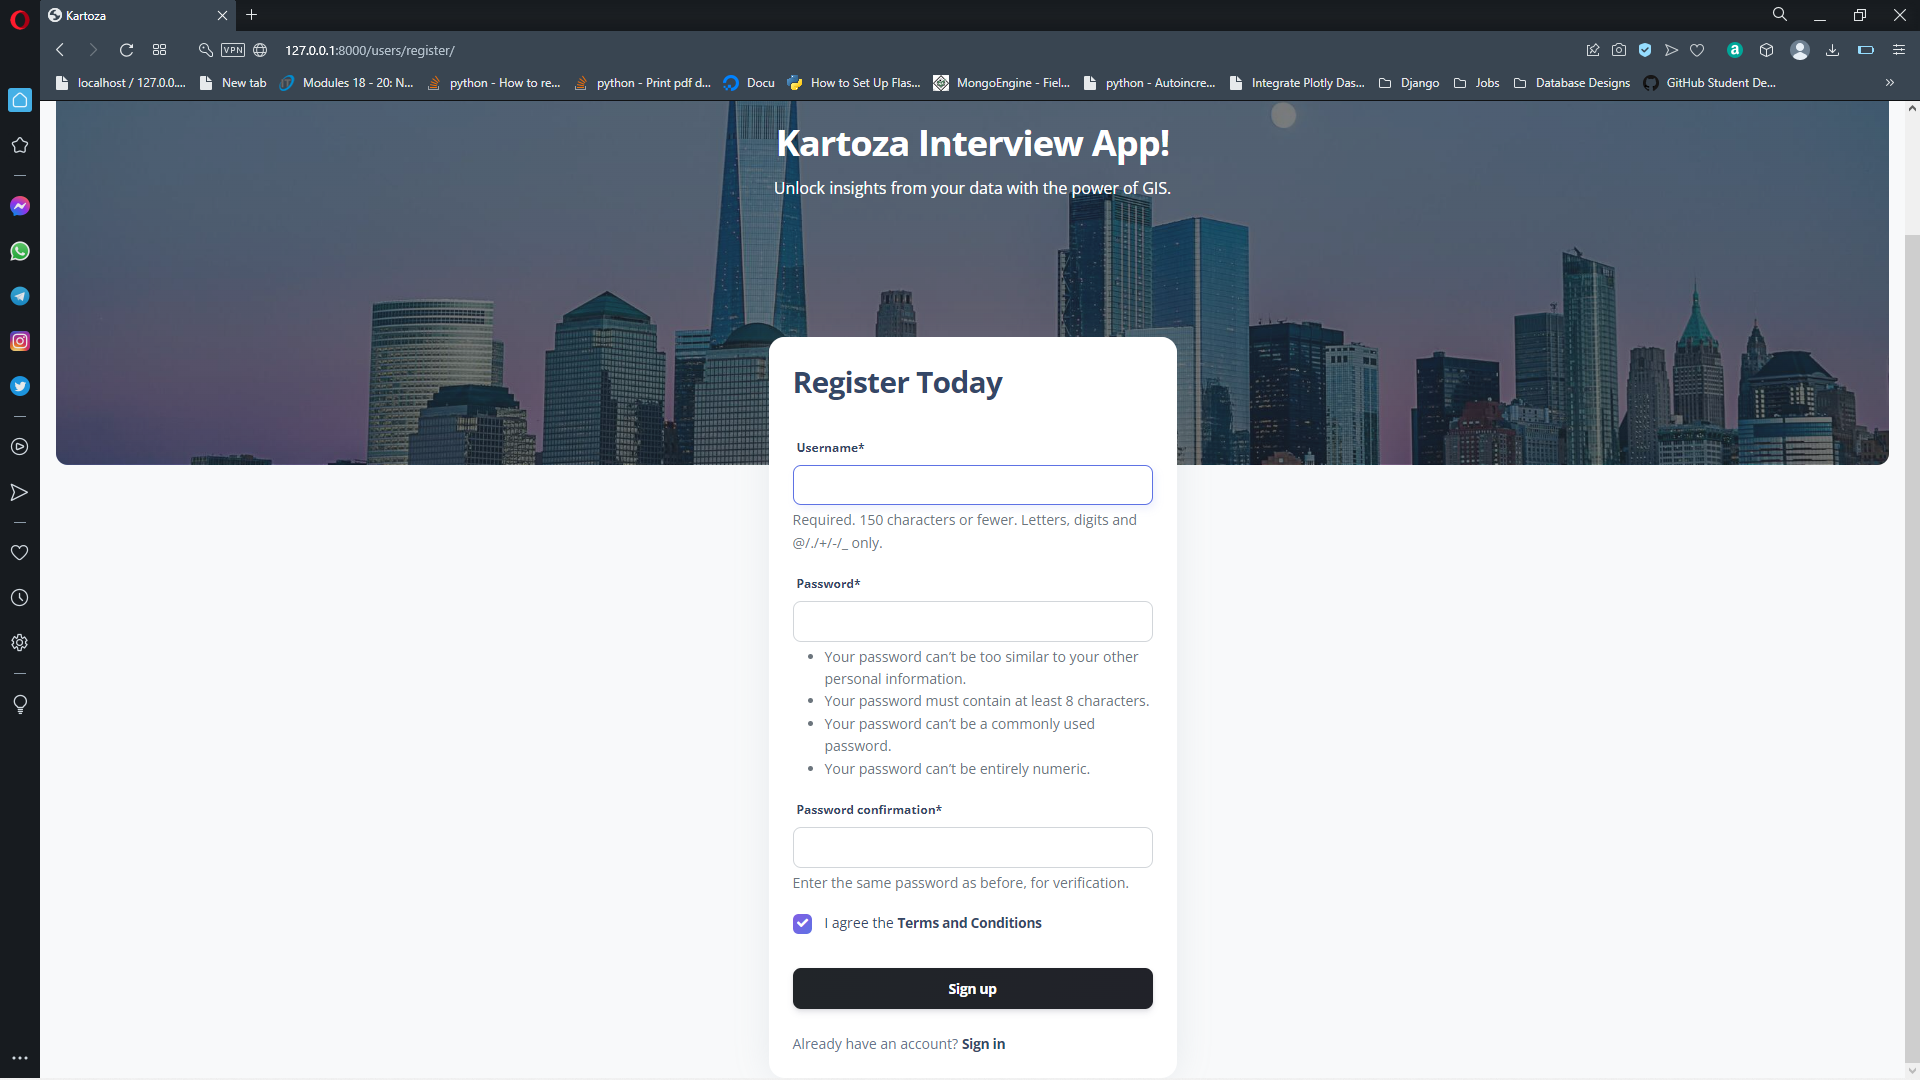 Kartoza
VPN
127.0.0.1:8000/users/register/
a
localhost / 127.0.0....
New tab
Modules 18 - 20: N...
python - How to re...
python - Print pdf d...
Docu
How to Set Up Flas...
MongoEngine - Fiel...
python - Autoincre...
Integrate Plotly Das...
Django
Jobs
Database Designs
GitHub Student De...
Kartoza Interview App!
Unlock insights from your data with the power of GIS.
Register Today
Username*
Required. 150 characters or fewer. Letters, digits and
@/./+/-/_ only.
Password*
Your password can't be too similar to your other
personal information.
Your password must contain at least 8 characters.
Your password can't be a commonly used
password.
Your password can't be entirely numeric.
Password confirmation*
Enter the same password as before, for verification.
I agree the Terms and Conditions
Sign up
Already have an account? Sign in